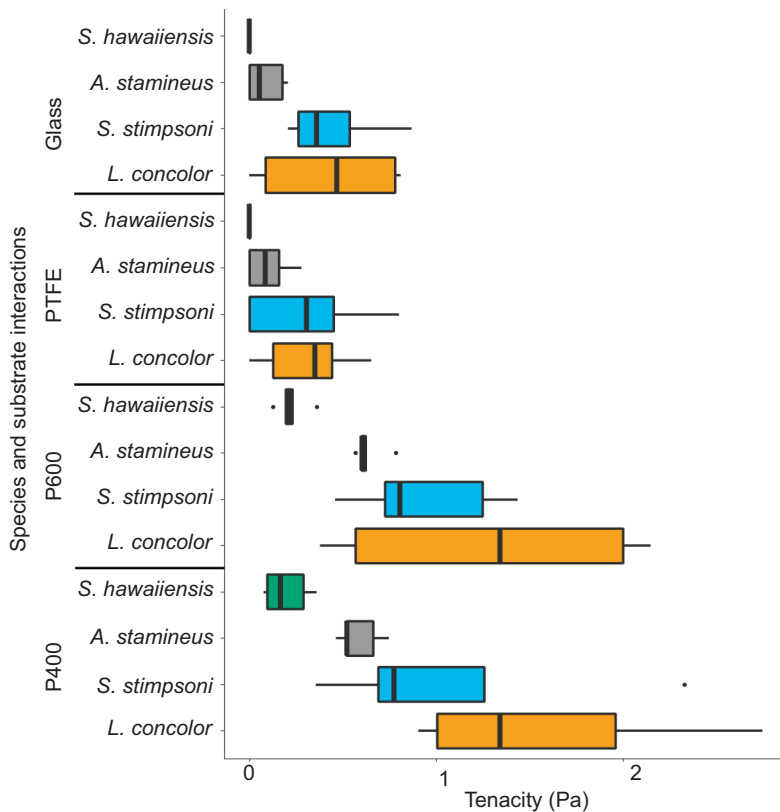 Species and substrate interactions
Glass
S. hawaiiensis
A. stamineus
S. stimpsoni
L. concolor
PTFE
S. hawaiiensis
A. stamineus
S. stimpsoni
L. concolor
P600
S. hawaiiensis
A. stamineus
S. stimpsoni
L. concolor
P400
S. hawaiiensis
A. stamineus
S. stimpsoni
L. concolor
0 1 2
Tenacity (Pa)